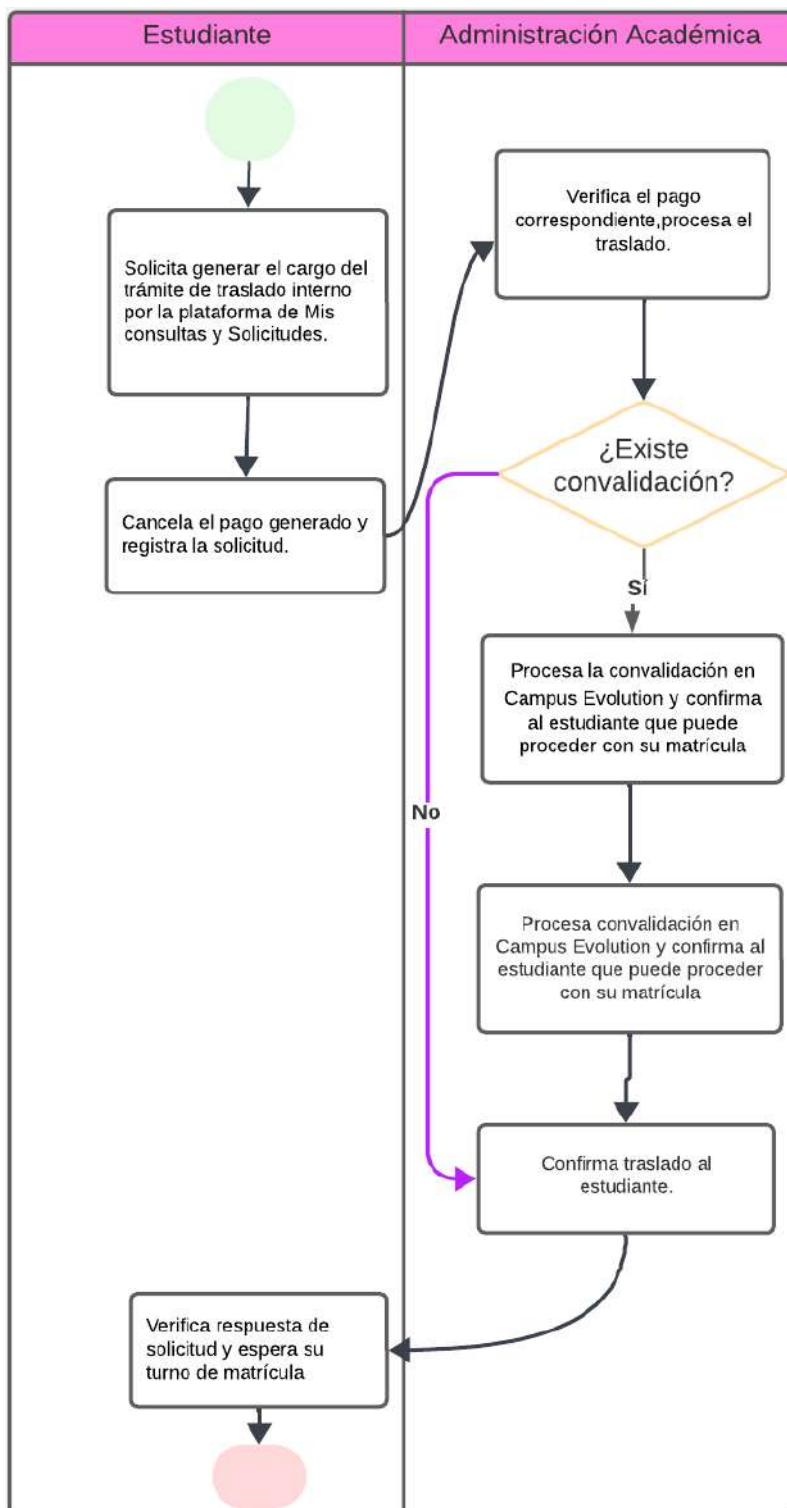 Estudiante
Administración Académica
Solicita generar el cargo del
trámite de traslado interno
por la plataforma de Mis
consultas y Solicitudes.
Cancela el pago generado y
registra la solicitud.
Verifica el pago
correspondiente,procesa el
traslado.
¿Existe
convalidación?
Sí
No
Procesa la convalidación en
Campus Evolution y confirma
al estudiante que puede
proceder con su matrícula
Procesa convalidación en
Campus Evolution y confirma al
estudiante que puede proceder
con su matrícula
Confirma traslado al
estudiante.
Verifica respuesta de
solicitud y espera su
turno de matrícula